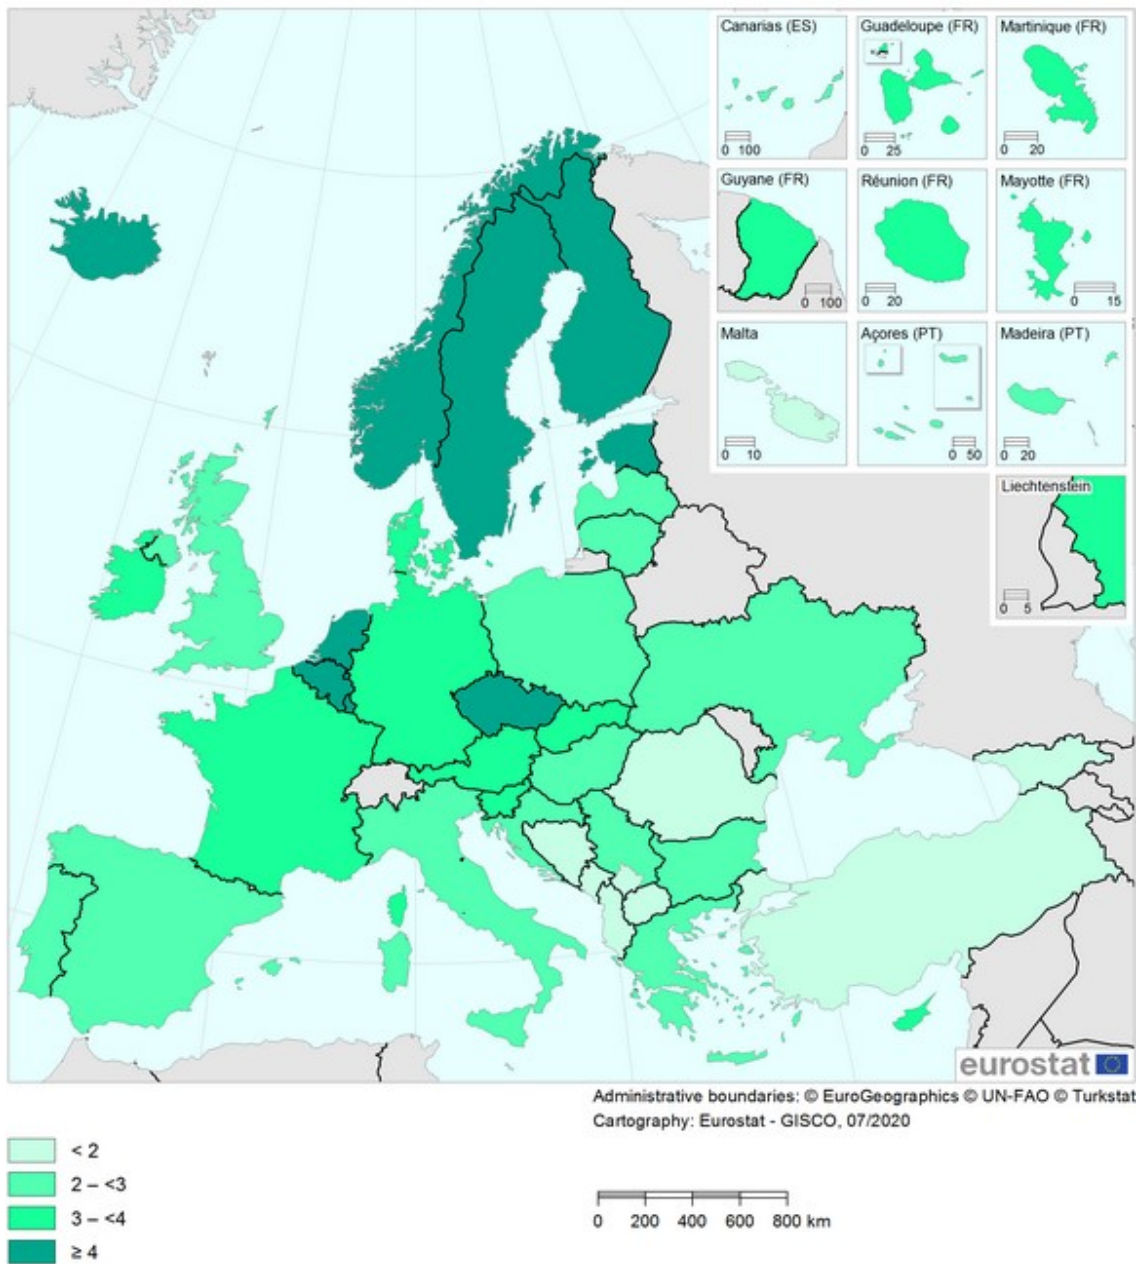 Canarias (ES)
0 100
Guadeloupe (FR)
0 25
Martinique (FR)
0 20
Guyane (FR)
0 100
Réunion (FR)
0 20
Mayotte (FR)
0 15
Malta
0 10
Açores (PT)
0 50
Madeira (PT)
0 20
Liechtenstein
0 5
eurostat
Administrative boundaries: © EuroGeographics © UN-FAO © Turkstat
Cartography: Eurostat - GISCO, 07/2020
< 2
2 – <3
3 – <4
≥ 4
0 200 400 600 800 km